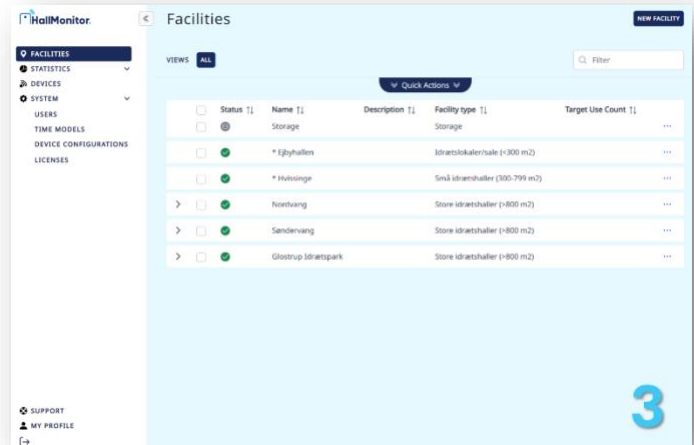 HallMonitor.
Facilities
NEW FACILITY
FACILITIES
STATISTICS
DEVICES
SYSTEM
USERS
TIME MODELS
DEVICE CONFIGURATIONS
LICENSES
VIEWS ALL
Filter
Quick Actions
Status Name Description Facility type Target Use Count
Storage Storage
* Ejbyhallen Idrætslokaler/sale (<300 m2)
* Hvissinge Små idrætshaller (300-799 m2)
Nordvang Store idrætshaller (>800 m2)
Søndervang Store idrætshaller (>800 m2)
Glostrup Idrætspark Store idrætshaller (>800 m2)
SUPPORT
MY PROFILE
3